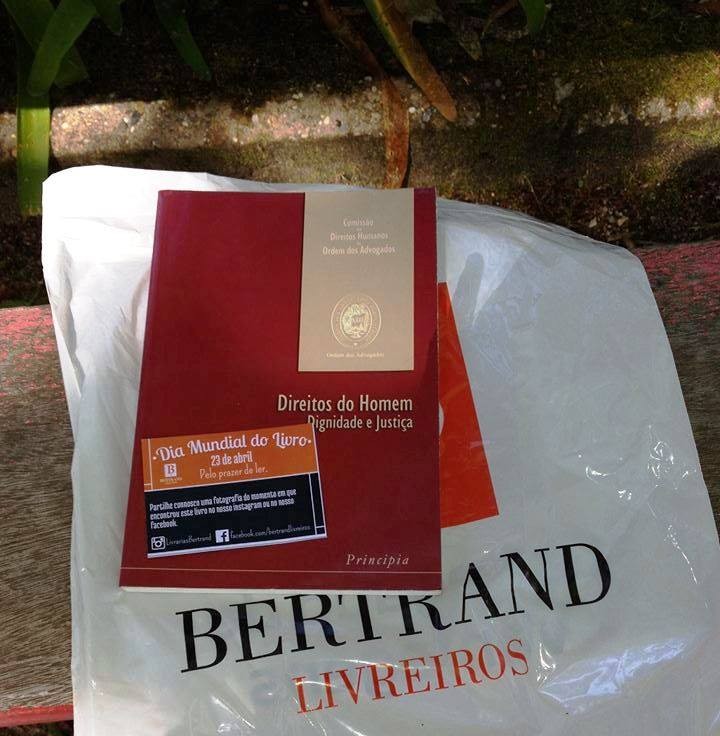 Comissão
dos
Direitos Humanos
da
Ordem dos Advogados
Ordem dos Advogados
Direitos do Homem
Dignidade e Justiça
Dia Mundial do Livro
23 de abril
Pelo prazer de ler.
B
Partilhe connosco uma fotografia do momento em que
encontrou este livro no nosso instagram ou no nosso
facebook.
LivrariasBertrand
facebook.com/bertrandlivreiros
Principia
BERTRAND
LIVREIROS